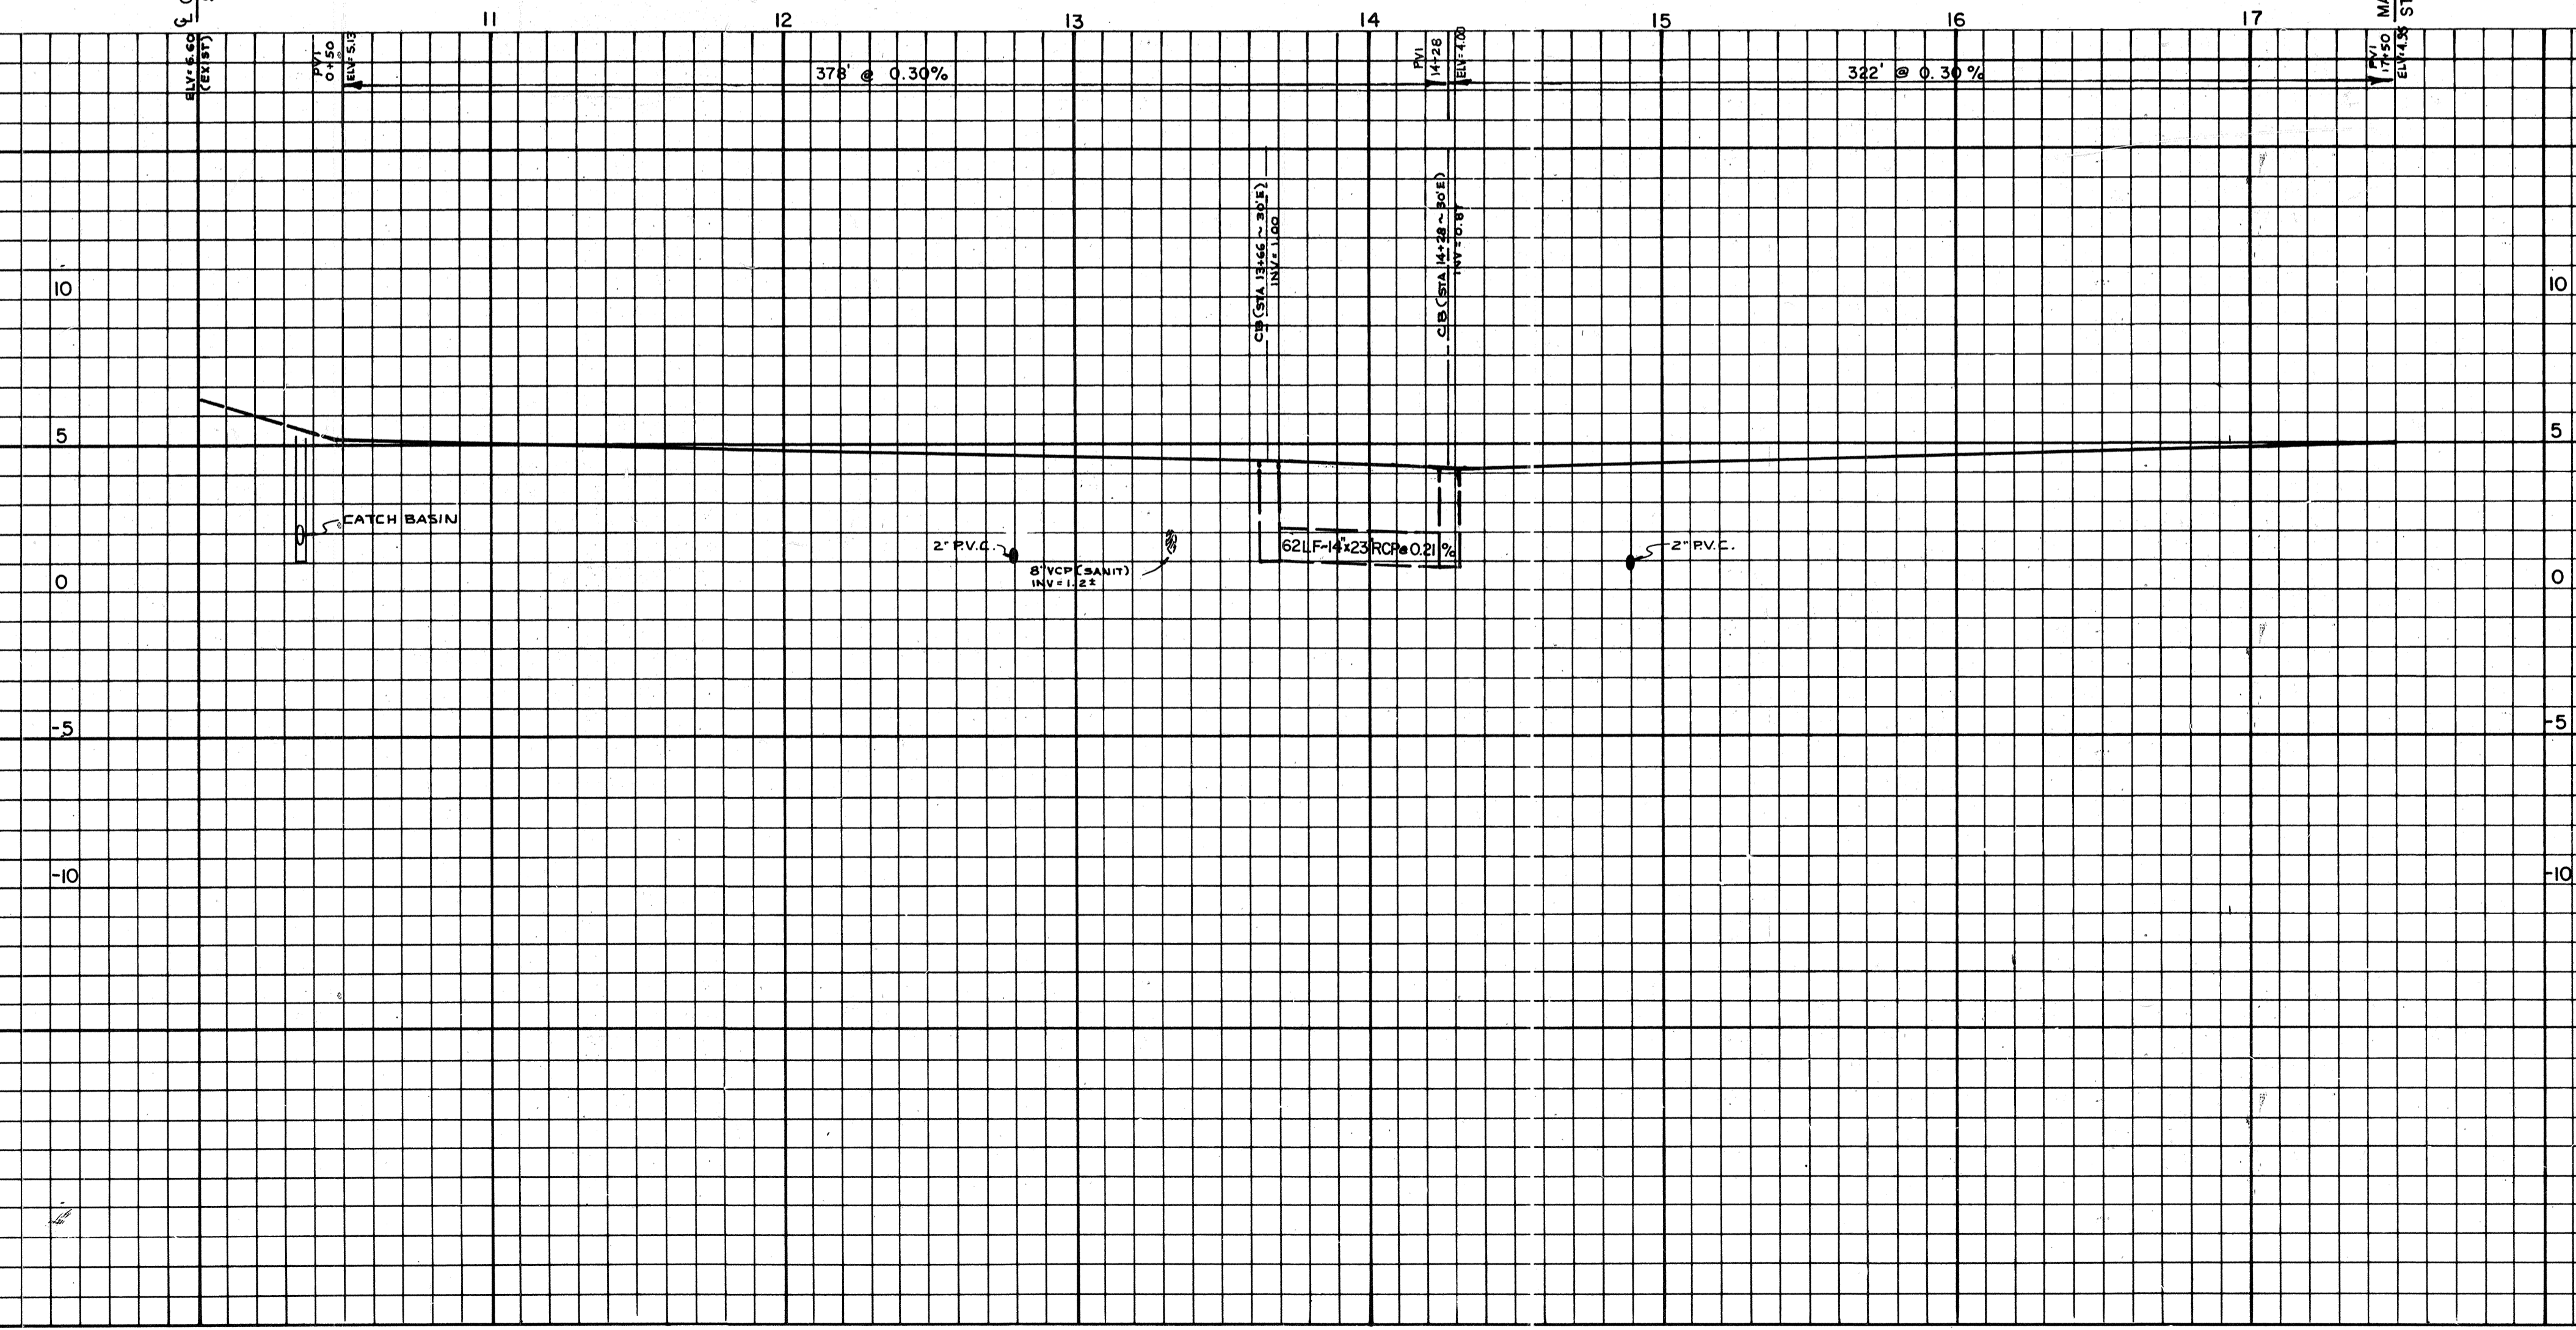 11 12 13 14 15 16 17
ELV= 6.60
(EXIST)
PVI
0+50
ELV= 5.13
378' @ 0.30%
PVI
14+28
ELV= 4.00
322' @ 0.30%
PVI
17+50
ELV= 4.95
CB (STA 13+66 ~ 30'E)
INV= 1.00
CB (STA 14+28 ~ 30'E)
INV = 0.87
10 10
5 5
CATCH BASIN
2" P.V.C.
8" VCP (SANIT)
INV = 1.2±
62LF~14"x23"RCP@0.21%
2" P.V.C.
0 0
-5 -5
-10 -10